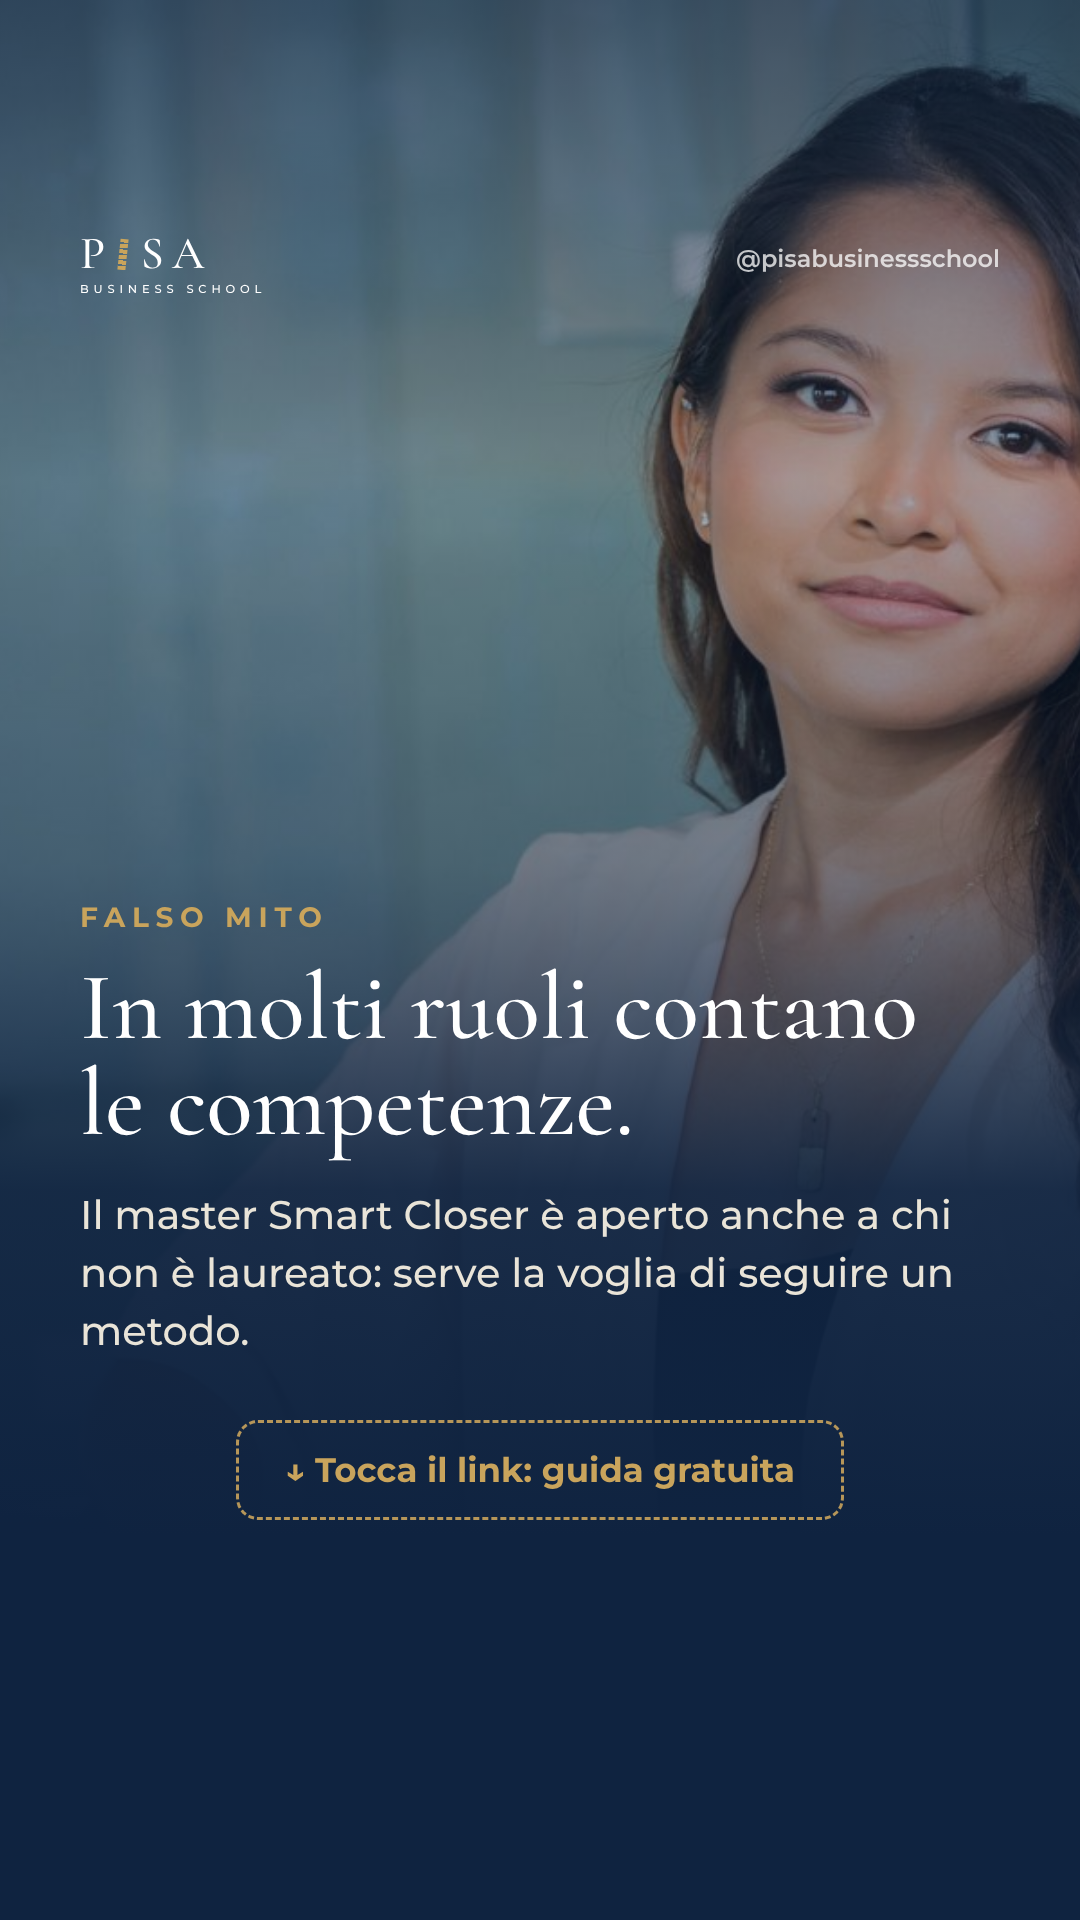 PISA
BUSINESS SCHOOL
@pisabusinessschool
FALSO MITO
In molti ruoli contano
le competenze.
Il master Smart Closer è aperto anche a chi
non è laureato: serve la voglia di seguire un
metodo.
↓ Tocca il link: guida gratuita